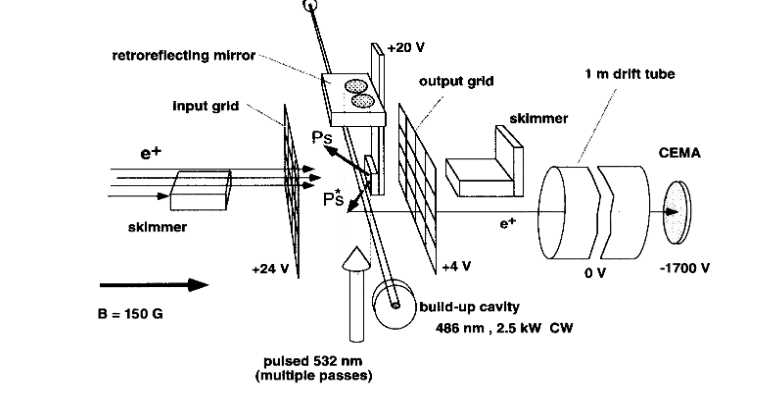 +20 V
retroreflecting mirror
output grid
1 m drift tube
input grid
skimmer
Ps
CEMA
e+
Ps*
skimmer
e+
+24 V
+4 V
0 V
-1700 V
B = 150 G
build-up cavity
486 nm , 2.5 kW CW
pulsed 532 nm
(multiple passes)